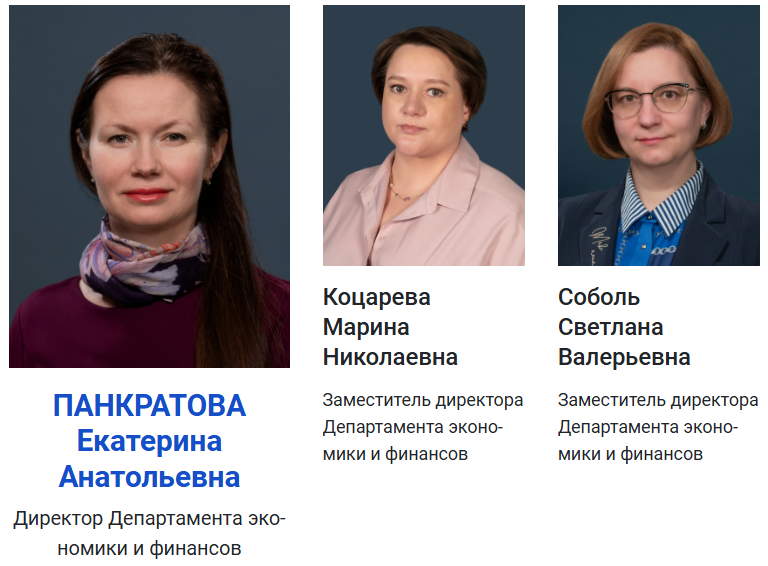 ПАНКРАТОВА
Екатерина
Анатольевна
Директор Департамента эко-
номики и финансов
Коцарева
Марина
Николаевна
Заместитель директора
Департамента эконо-
мики и финансов
Соболь
Светлана
Валерьевна
Заместитель директора
Департамента эконо-
мики и финансов